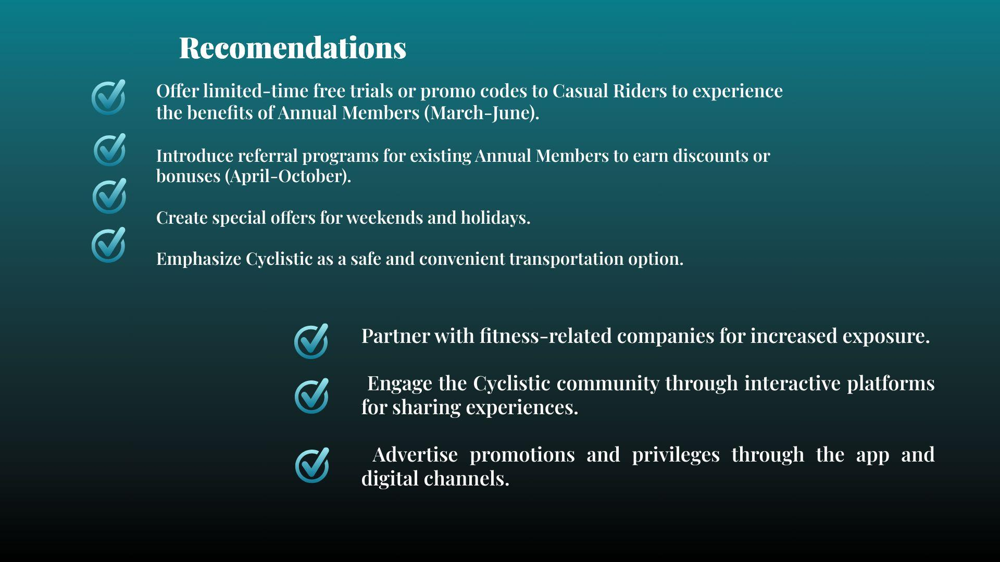 Recomendations
Offer limited-time free trials or promo codes to Casual Riders to experience
the benefits of Annual Members (March-June).
Introduce referral programs for existing Annual Members to earn discounts or
bonuses (April-October).
Create special offers for weekends and holidays.
Emphasize Cyclistic as a safe and convenient transportation option.
Partner with fitness-related companies for increased exposure.
Engage the Cyclistic community through interactive platforms
for sharing experiences.
Advertise promotions and privileges through the app and
digital channels.